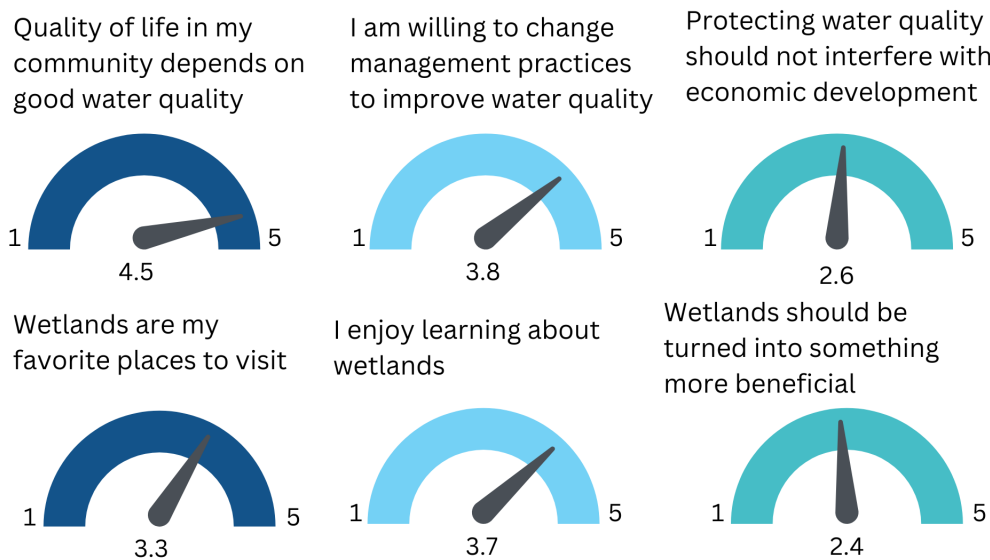 Quality of life in my
community depends on
good water quality
1
5
4.5
I am willing to change
management practices
to improve water quality
1
5
3.8
Protecting water quality
should not interfere with
economic development
1
5
2.6
Wetlands are my
favorite places to visit
1
5
3.3
I enjoy learning about
wetlands
1
5
3.7
Wetlands should be
turned into something
more beneficial
1
5
2.4